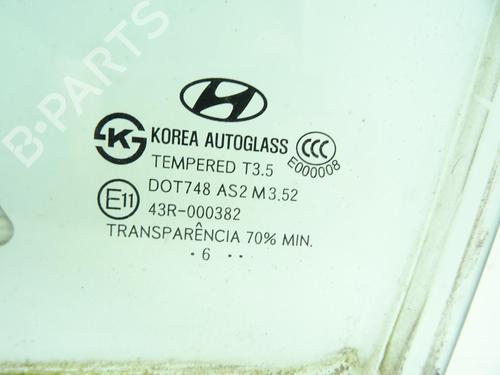 B-PARTS
KS KOREA AUTOGLASS CCC
E000008
TEMPERED T3.5
DOT748 AS2 M3.52
E11 43R-000382
TRANSPARÊNCIA 70% MIN.
· 6 ··